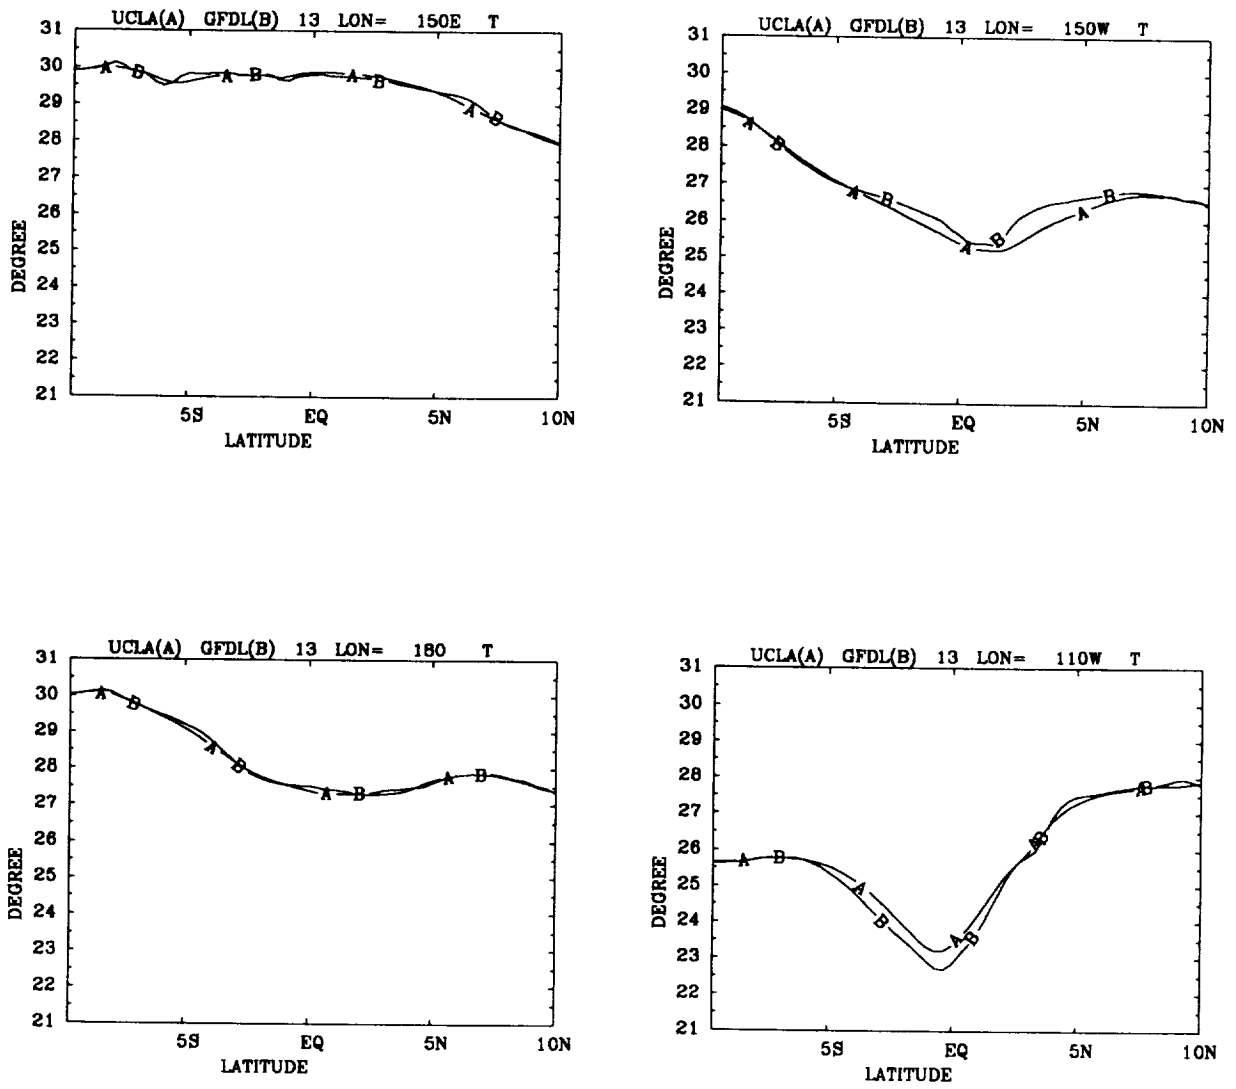 UCLA(A) GFDL(B) 13 LON= 150E T
31
30
29
28
27
26
25
24
23
22
21
DEGREE
5S EQ 5N 10N
LATITUDE
A B A B A B A B
UCLA(A) GFDL(B) 13 LON= 150W T
31
30
29
28
27
26
25
24
23
22
21
DEGREE
5S EQ 5N 10N
LATITUDE
A B A B A B A B
UCLA(A) GFDL(B) 13 LON= 180 T
31
30
29
28
27
26
25
24
23
22
21
DEGREE
5S EQ 5N 10N
LATITUDE
A B A B A B A B
UCLA(A) GFDL(B) 13 LON= 110W T
31
30
29
28
27
26
25
24
23
22
21
DEGREE
5S EQ 5N 10N
LATITUDE
A B A B A B A B A B